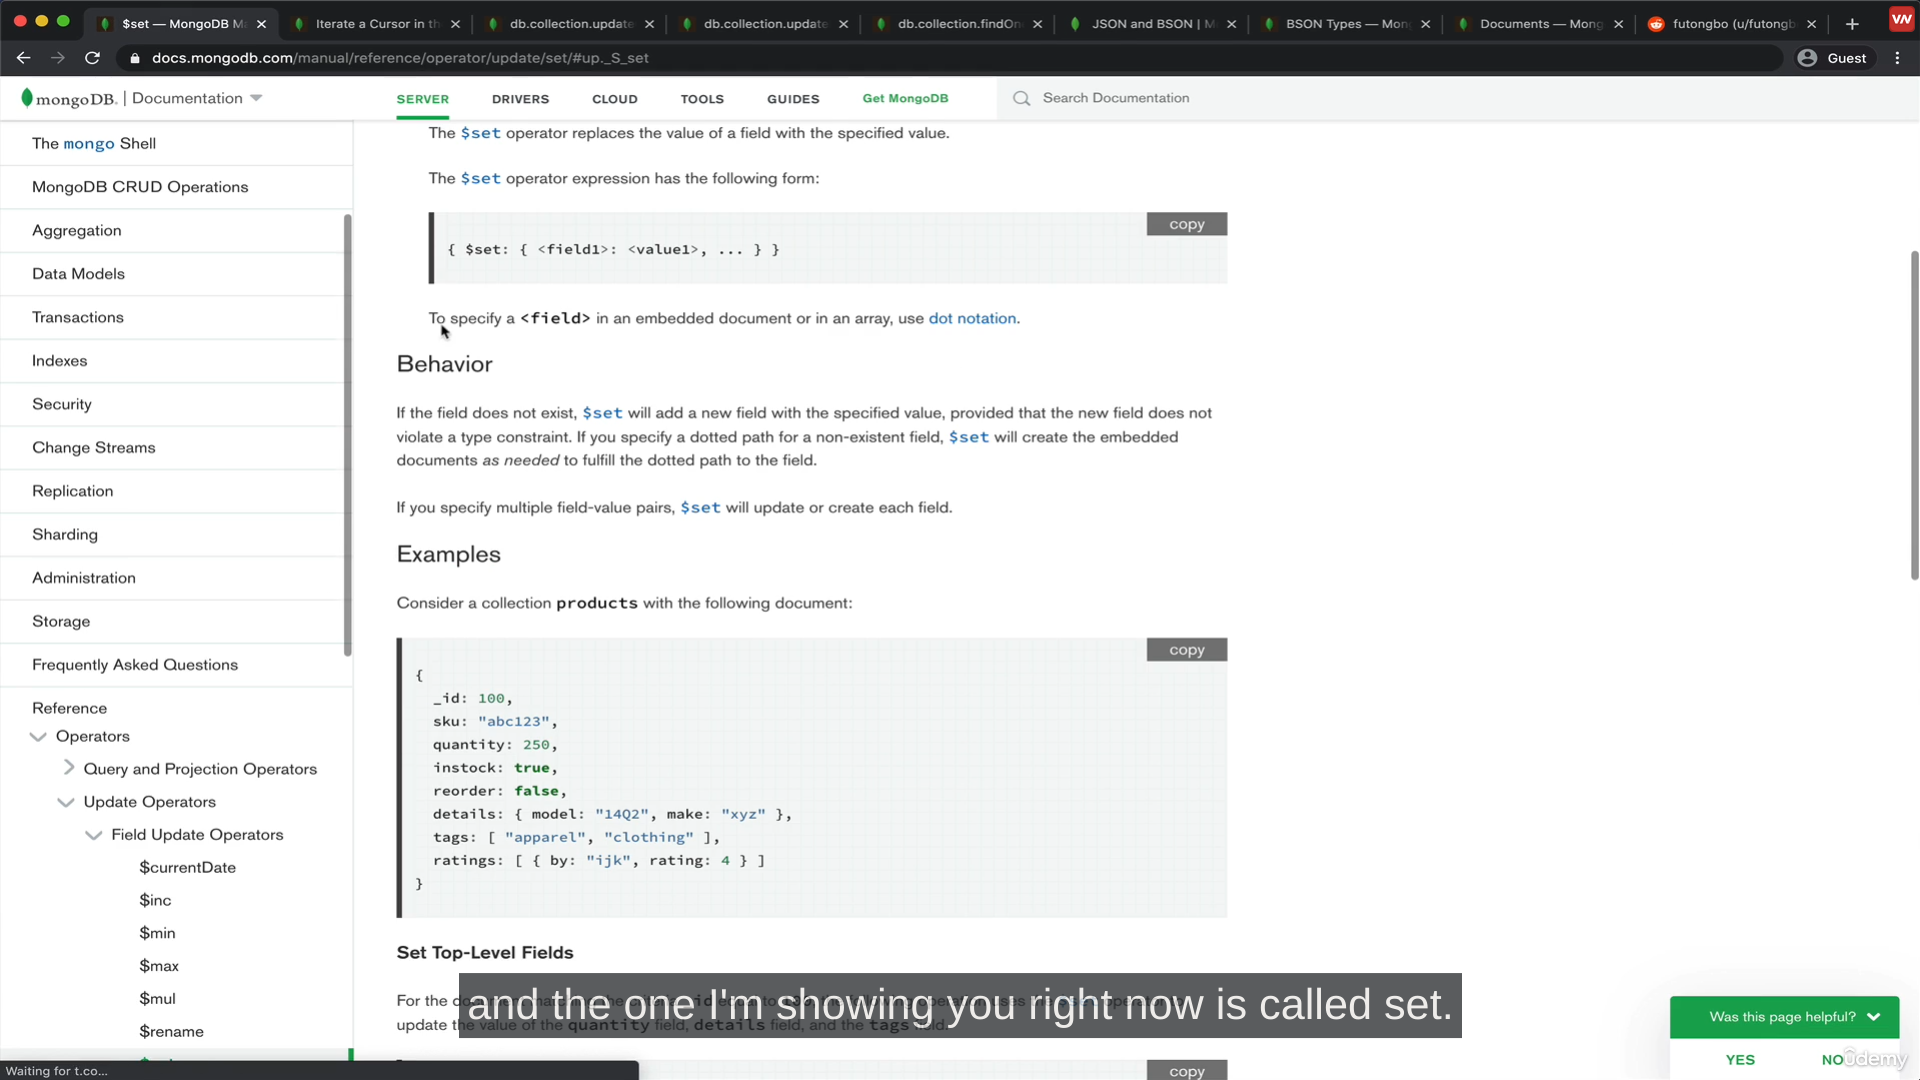 $set — MongoDB Ma
Iterate a Cursor in th
db.collection.update
db.collection.update
db.collection.findOn
JSON and BSON | M
BSON Types — Mong
Documents — Mong
futongbo (u/futongb
docs.mongodb.com/manual/reference/operator/update/set/#up._S_set
Guest
mongoDB. | Documentation
SERVER
DRIVERS
CLOUD
TOOLS
GUIDES
Get MongoDB
Search Documentation
The mongo Shell
MongoDB CRUD Operations
Aggregation
Data Models
Transactions
Indexes
Security
Change Streams
Replication
Sharding
Administration
Storage
Frequently Asked Questions
Reference
Operators
Query and Projection Operators
Update Operators
Field Update Operators
$currentDate
$inc
$min
$max
$mul
$rename
The $set operator replaces the value of a field with the specified value.
The $set operator expression has the following form:
copy
{ $set: { <field1>: <value1>, ... } }
To specify a <field> in an embedded document or in an array, use dot notation.
Behavior
If the field does not exist, $set will add a new field with the specified value, provided that the new field does not
violate a type constraint. If you specify a dotted path for a non-existent field, $set will create the embedded
documents as needed to fulfill the dotted path to the field.
If you specify multiple field-value pairs, $set will update or create each field.
Examples
Consider a collection products with the following document:
copy
{
_id: 100,
sku: "abc123",
quantity: 250,
instock: true,
reorder: false,
details: { model: "14Q2", make: "xyz" },
tags: [ "apparel", "clothing" ],
ratings: [ { by: "ijk", rating: 4 } ]
}
Set Top-Level Fields
For the
update the value of the quantity field, details field, and the tags field.
and the one I'm showing you right now is called set.
copy
Was this page helpful?
YES
NO
ûdemy
Waiting for t.co...